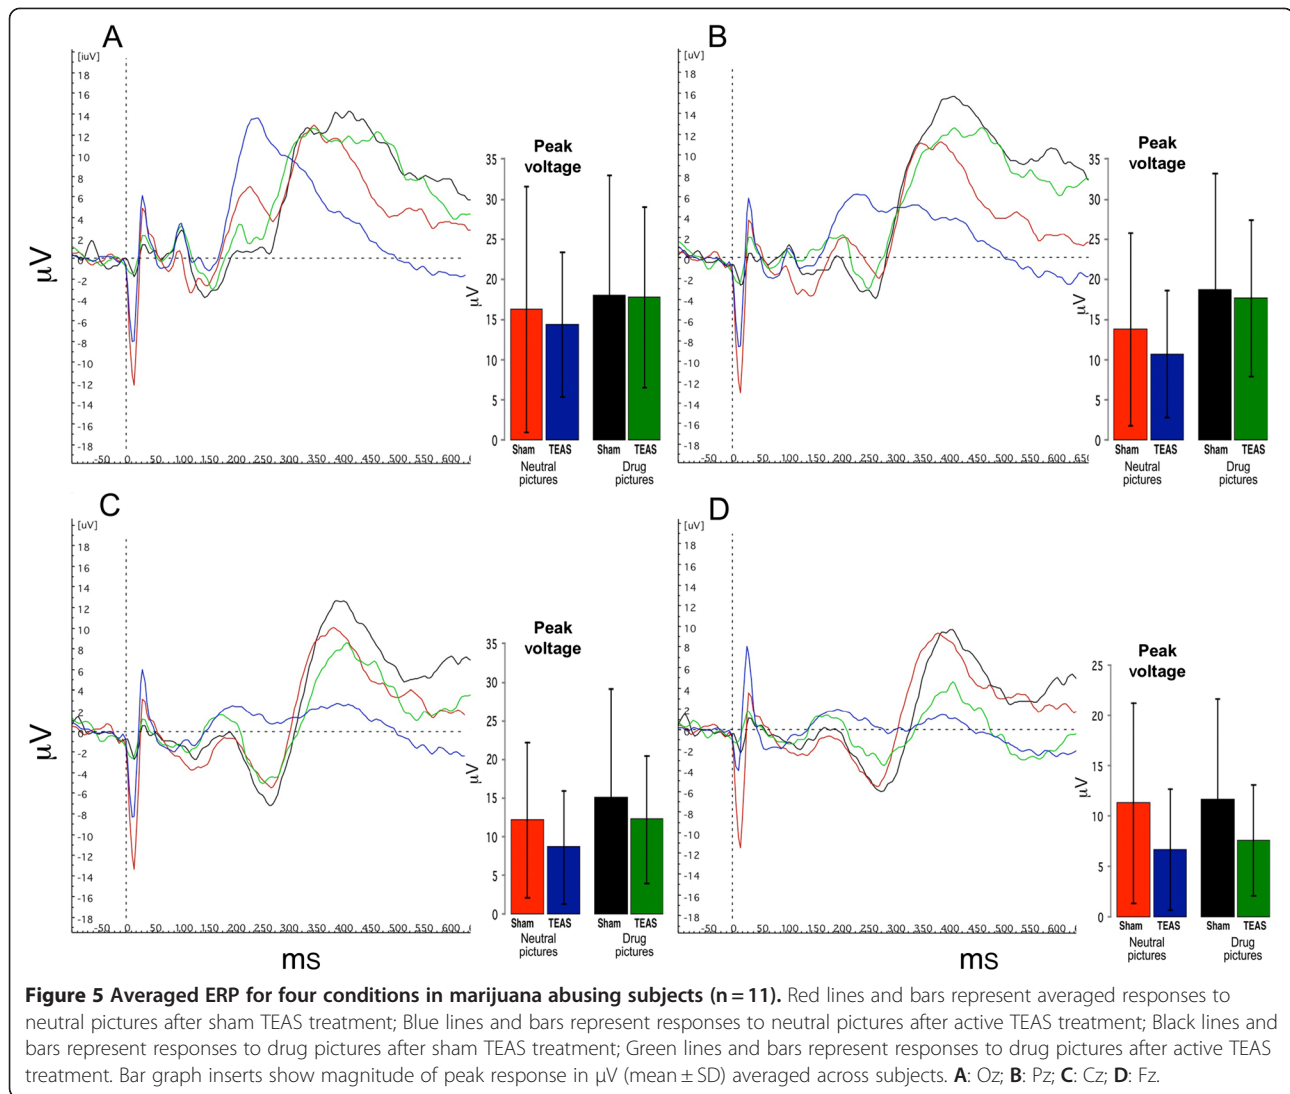 A
[iuV]
18
16
14
12
10
8
6
4
2
0
-2
-4
-6
-8
-10
-12
-14
-16
-18
µV
-50 0 50 100 150 200 250 300 350 400 450 500 550 600
Peak
voltage
35
30
25
20
15
10
5
0
µV
Sham TEAS Sham TEAS
Neutral
pictures
Drug
pictures
B
[uV]
18
16
14
12
10
8
6
4
2
0
-2
-4
-6
-8
-10
-12
-14
-16
-18
-50 0 50 100 150 200 250 300 350 400 450 500 550 600 650
Peak
voltage
35
30
25
20
15
10
5
0
µV
Sham TEAS Sham TEAS
Neutral
pictures
Drug
pictures
C
[uV]
18
16
14
12
10
8
6
4
2
0
-2
-4
-6
-8
-10
-12
-14
-16
-18
µV
-50 0 50 100 150 200 250 300 350 400 450 500 550 600
ms
Peak
voltage
35
30
25
20
15
10
5
0
µV
Sham TEAS Sham TEAS
Neutral
pictures
Drug
pictures
D
[uV]
18
16
14
12
10
8
6
4
2
0
-2
-4
-6
-8
-10
-12
-14
-16
-18
-50 0 50 100 150 200 250 300 350 400 450 500 550 600
ms
Peak
voltage
25
20
15
10
5
0
µV
Sham TEAS Sham TEAS
Neutral
pictures
Drug
pictures
Figure 5 Averaged ERP for four conditions in marijuana abusing subjects (n = 11). Red lines and bars represent averaged responses to
neutral pictures after sham TEAS treatment; Blue lines and bars represent responses to neutral pictures after active TEAS treatment; Black lines and
bars represent responses to drug pictures after sham TEAS treatment; Green lines and bars represent responses to drug pictures after active TEAS
treatment. Bar graph inserts show magnitude of peak response in µV (mean ± SD) averaged across subjects. A: Oz; B: Pz; C: Cz; D: Fz.